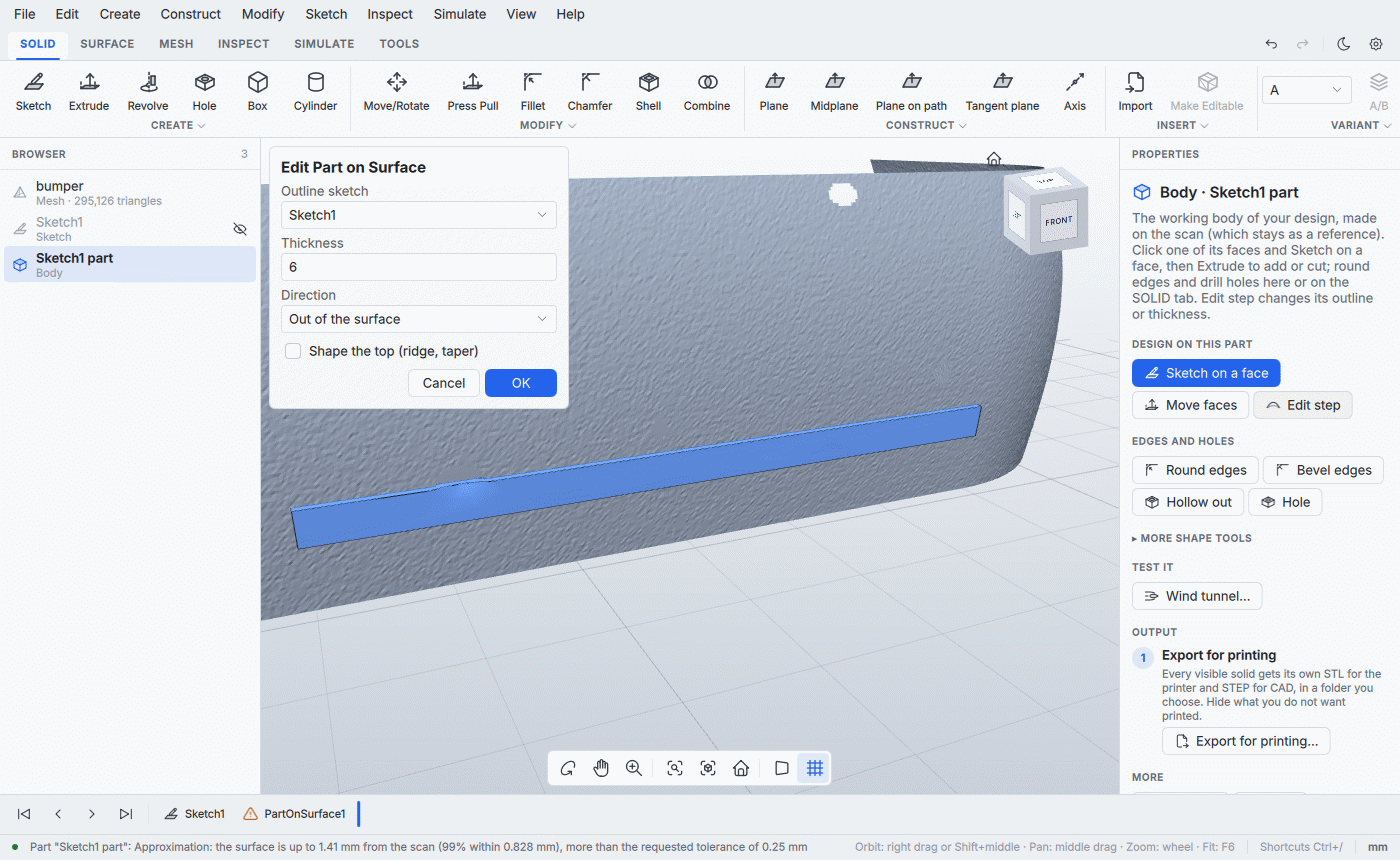 File Edit Create Construct Modify Sketch Inspect Simulate View Help
SOLID SURFACE MESH INSPECT SIMULATE TOOLS
Sketch Extrude Revolve Hole Box Cylinder Move/Rotate Press Pull Fillet Chamfer Shell Combine Plane Midplane Plane on path Tangent plane Axis Import Make Editable A A/B
CREATE MODIFY CONSTRUCT INSERT VARIANT
BROWSER 3
bumper
Mesh · 295,126 triangles
Sketch1
Sketch
Sketch1 part
Body
Edit Part on Surface
Outline sketch
Sketch1
Thickness
6
Direction
Out of the surface
Shape the top (ridge, taper)
Cancel OK
TOP
FRONT
PROPERTIES
Body · Sketch1 part
The working body of your design, made
on the scan (which stays as a reference).
Click one of its faces and Sketch on a
face, then Extrude to add or cut; round
edges and drill holes here or on the
SOLID tab. Edit step changes its outline
or thickness.
DESIGN ON THIS PART
Sketch on a face
Move faces Edit step
EDGES AND HOLES
Round edges Bevel edges
Hollow out Hole
MORE SHAPE TOOLS
TEST IT
Wind tunnel...
OUTPUT
1 Export for printing
Every visible solid gets its own STL for the
printer and STEP for CAD, in a folder you
choose. Hide what you do not want
printed.
Export for printing...
MORE
Sketch1 PartOnSurface1
Part "Sketch1 part": Approximation: the surface is up to 1.41 mm from the scan (99% within 0.828 mm), more than the requested tolerance of 0.25 mm
Orbit: right drag or Shift+middle · Pan: middle drag · Zoom: wheel · Fit: F6 Shortcuts Ctrl+/ mm